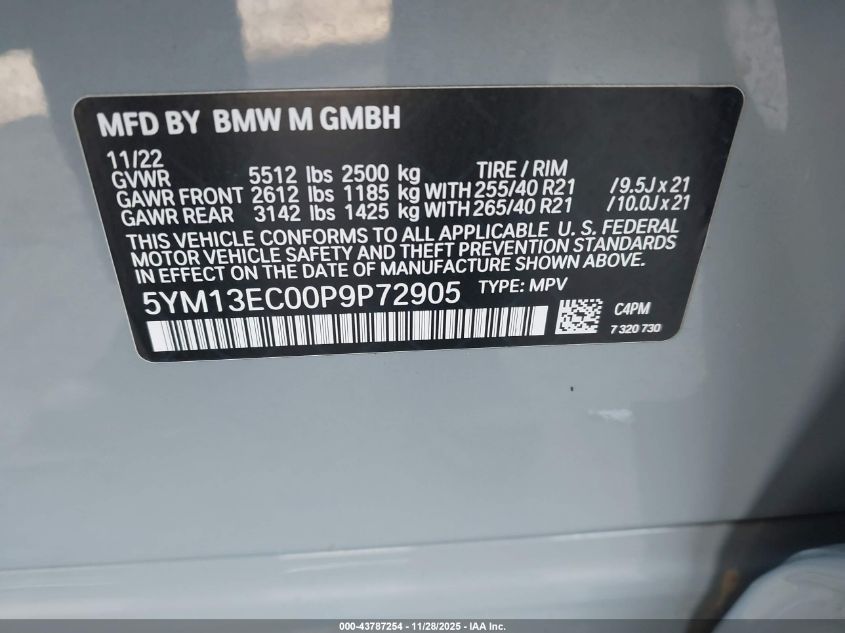 MFD BY BMW M GMBH
11/22
GVWR 5512 lbs 2500 kg TIRE / RIM
GAWR FRONT 2612 lbs 1185 kg WITH 255/40 R21 /9.5J x 21
GAWR REAR 3142 lbs 1425 kg WITH 265/40 R21 /10.0J x 21
THIS VEHICLE CONFORMS TO ALL APPLICABLE U. S. FEDERAL
MOTOR VEHICLE SAFETY AND THEFT PREVENTION STANDARDS
IN EFFECT ON THE DATE OF MANUFACTURE SHOWN ABOVE.
5YM13EC00P9P72905 TYPE: MPV
C4PM
7 320 730
000-43787254 - 11/28/2025 - IAA Inc.